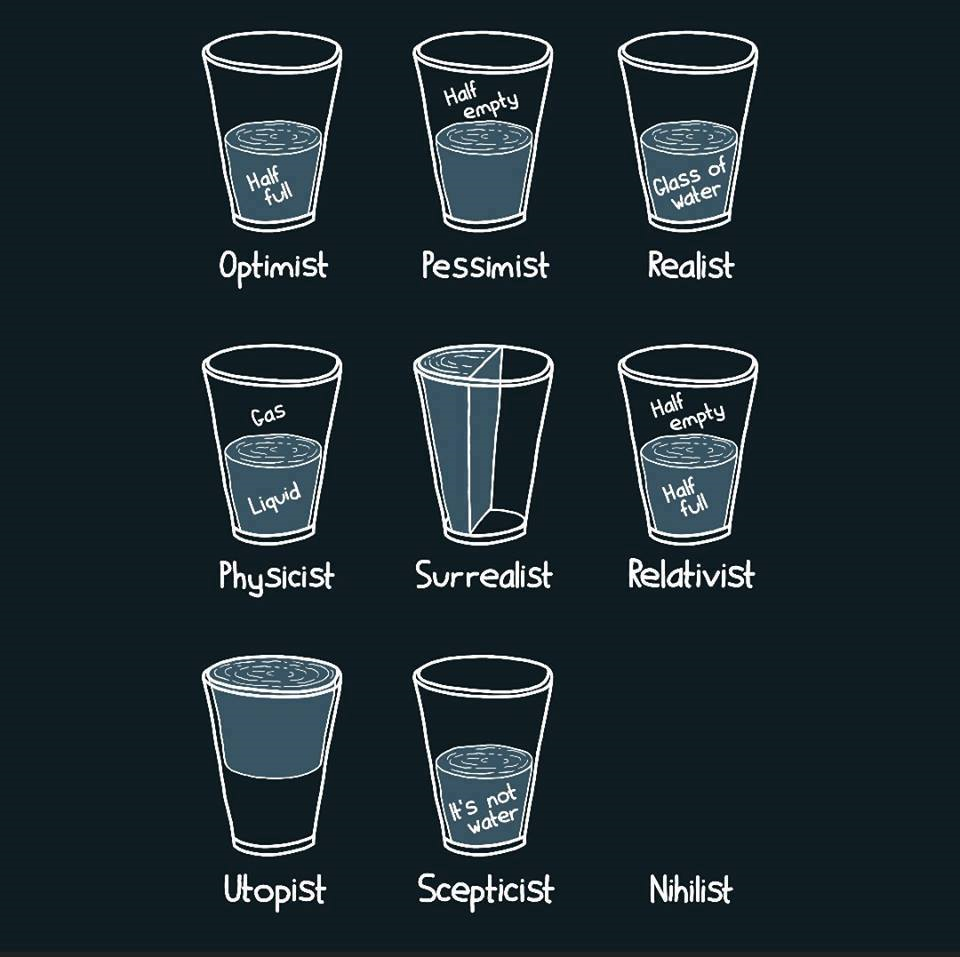 Half
full
Optimist
Half
empty
Pessimist
Glass of
water
Realist
Gas
Liquid
Physicist
Surrealist
Half
empty
Half
full
Relativist
Utopist
It's not
water
Scepticist
Nihilist